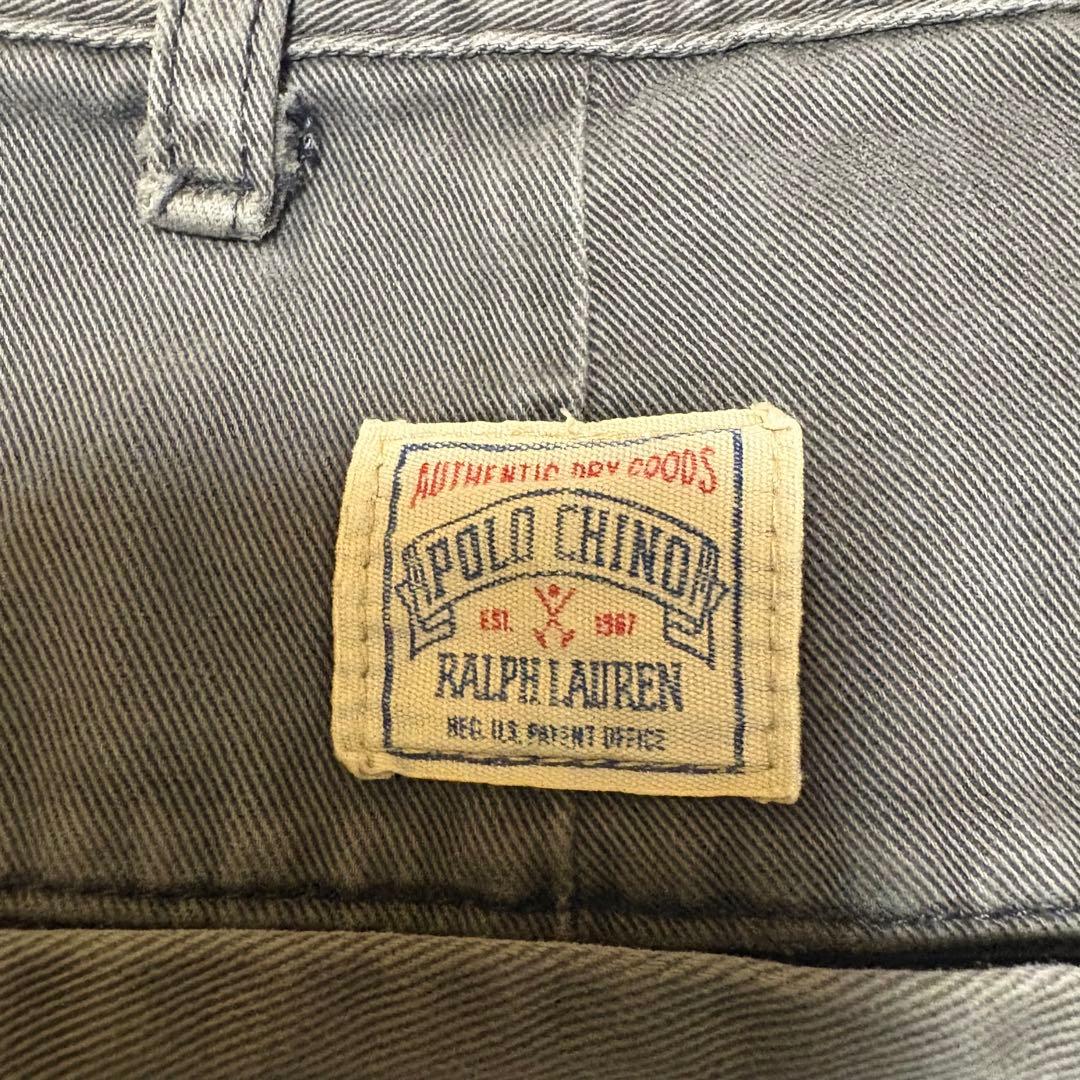 AUTHENTIC DRY GOODS
POLO CHINO
EST. 1967
RALPH LAUREN
REG. U.S. PATENT OFFICE